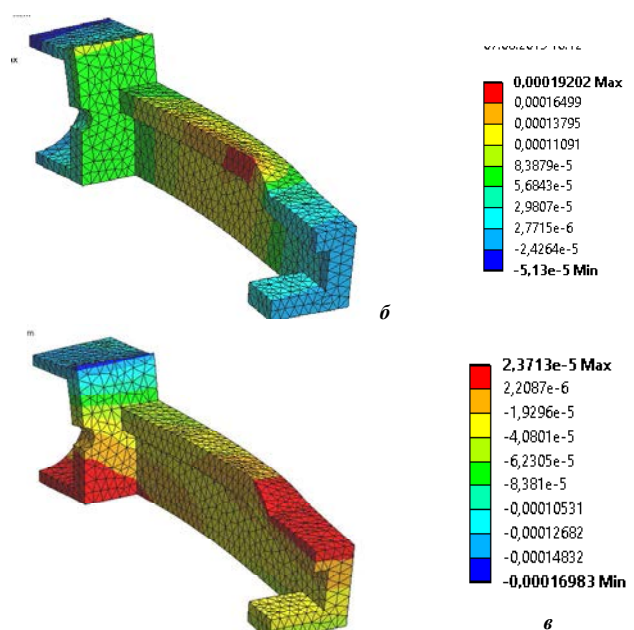 0,00019202 Max
0,00016499
0,00013795
0,00011091
8,3879e-5
5,6843e-5
2,9807e-5
2,7715e-6
-2,4264e-5
-5,13e-5 Min
б
m
2,3713e-5 Max
2,2087e-6
-1,9296e-5
-4,0801e-5
-6,2305e-5
-8,381e-5
-0,00010531
-0,00012682
-0,00014832
-0,00016983 Min
в